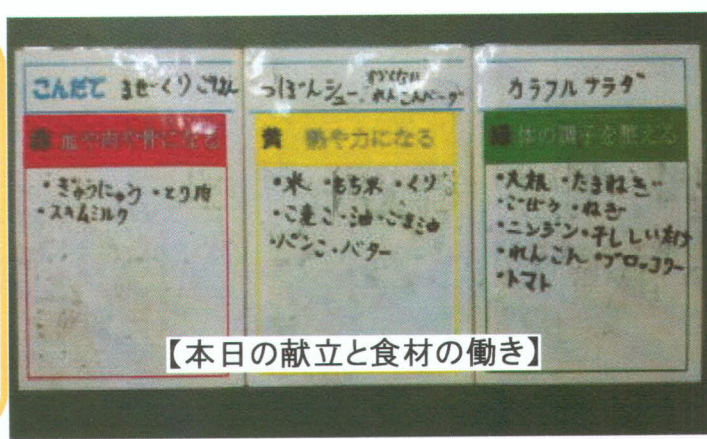 こんだて まぜくりごはん
赤 血や肉や骨になる
・ぎゅうにゅう ・とり肉
・スキムミルク
黄 熱や力になる
・米 ・もち米 ・くり
・こ麦こ ・油 ・ごま油
・パンこ ・バター
カラフルサラダ
緑 体の調子を整える
・大根 ・たまねぎ
・ごぼう ・ねぎ
・ニンジン ・干ししいたけ
・れんこん ・ブロッコリー
・トマト
【本日の献立と食材の働き】